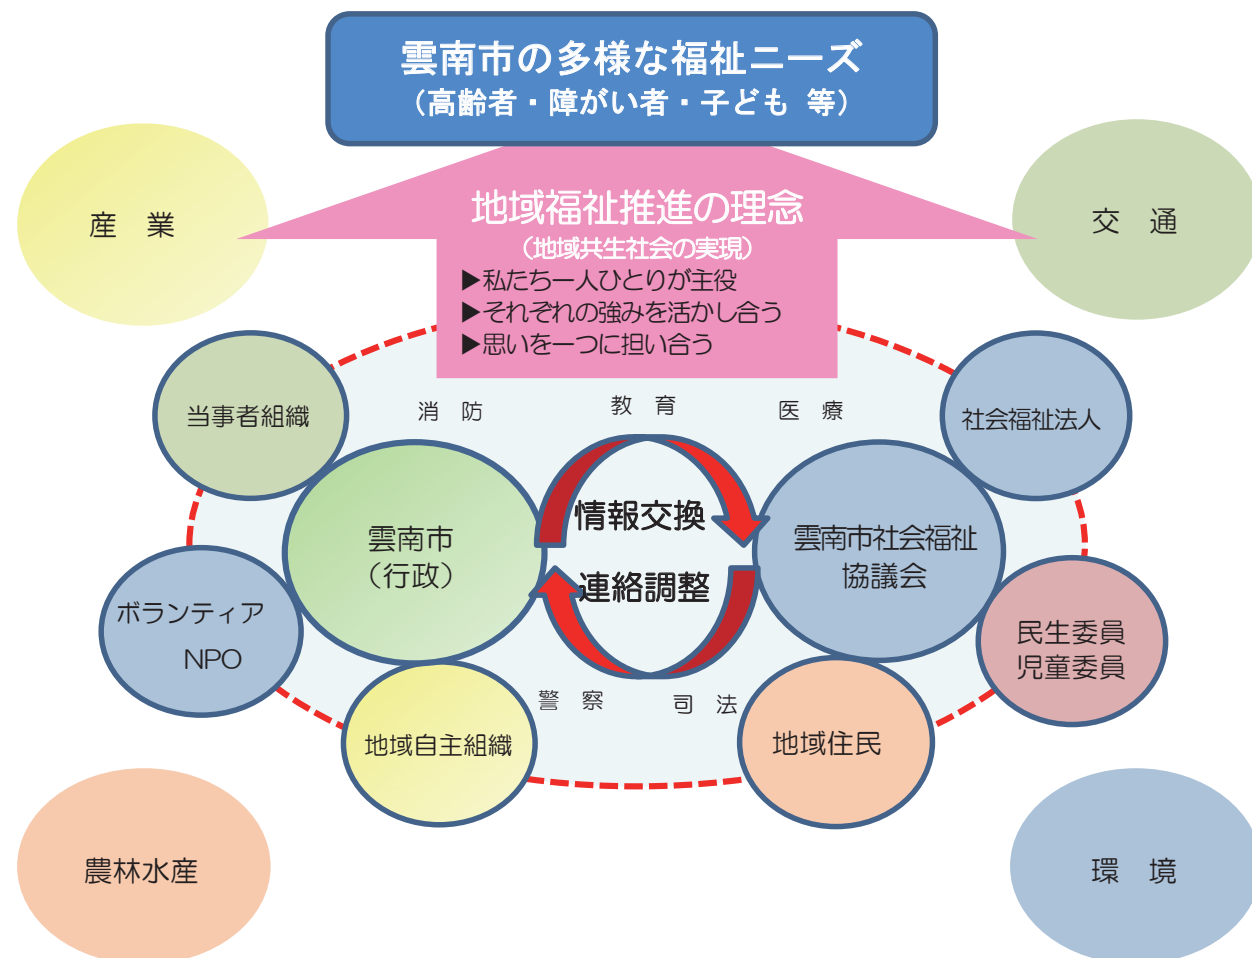 雲南市の多様な福祉ニーズ
（高齢者・障がい者・子ども 等）
産　業
交　通
地域福祉推進の理念
（地域共生社会の実現）
▶私たち一人ひとりが主役
▶それぞれの強みを活かし合う
▶思いを一つに担い合う
当事者組織
消　防
教　育
医　療
社会福祉法人
情報交換
雲南市
（行政）
雲南市社会福祉
協議会
連絡調整
ボランティア
NPO
民生委員
児童委員
警　察
司　法
地域自主組織
地域住民
農林水産
環　境